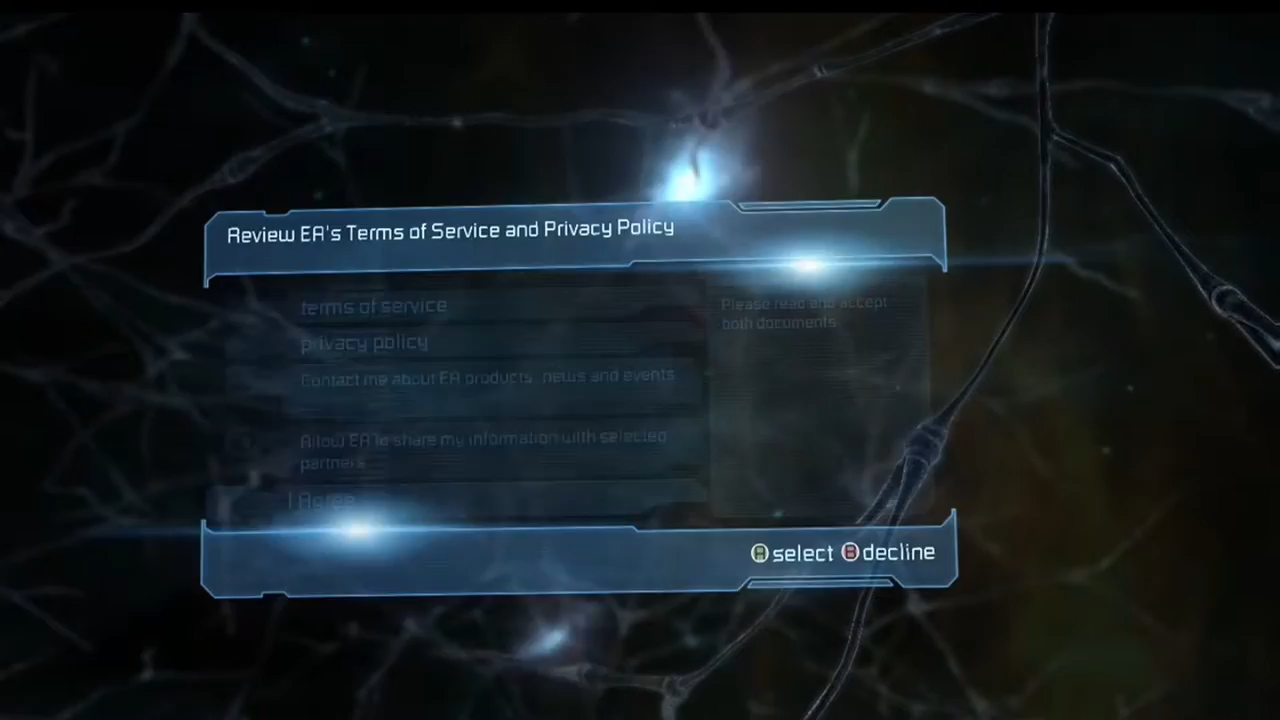 Review EA's Terms of Service and Privacy Policy
terms of service
Please read and accept
both documents
privacy policy
Contact me about EA products, news and events
Allow EA to share my information with selected
partners
I Agree
A select B decline